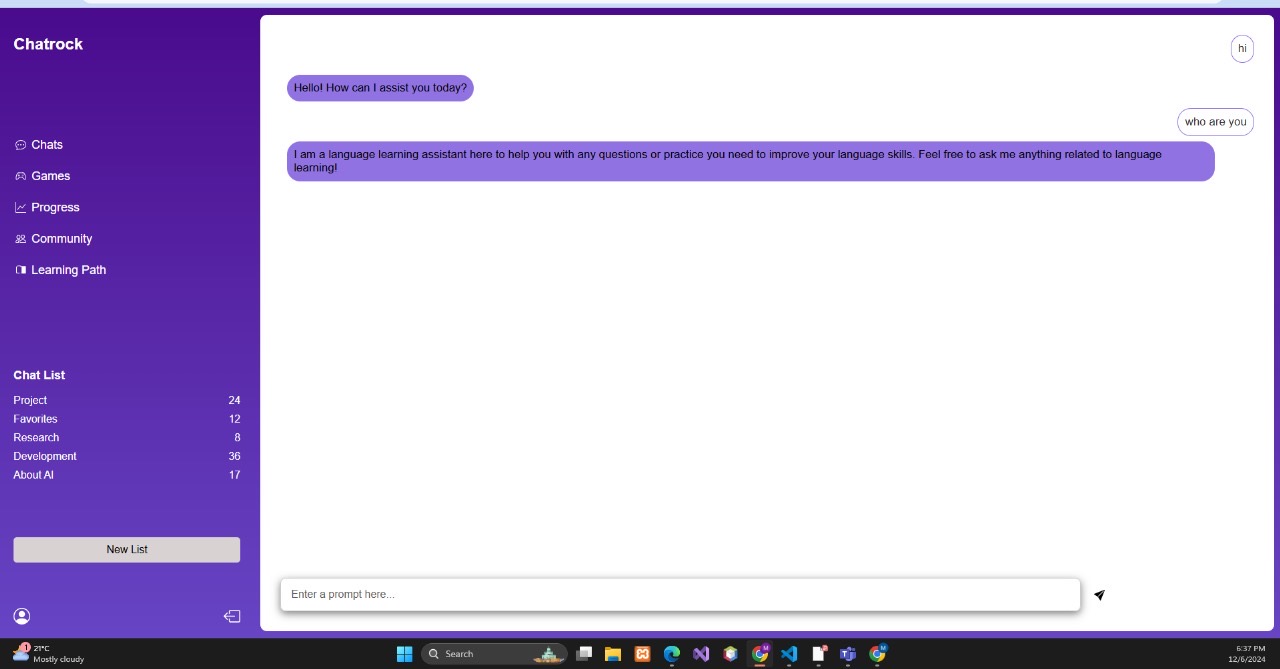 Chatrock
Chats
Games
Progress
Community
Learning Path
Chat List
Project 24
Favorites 12
Research 8
Development 36
About AI 17
New List
hi
Hello! How can I assist you today?
who are you
I am a language learning assistant here to help you with any questions or practice you need to improve your language skills. Feel free to ask me anything related to language
learning!
Enter a prompt here...
21°C
Mostly cloudy
Search
6:37 PM
12/6/2024